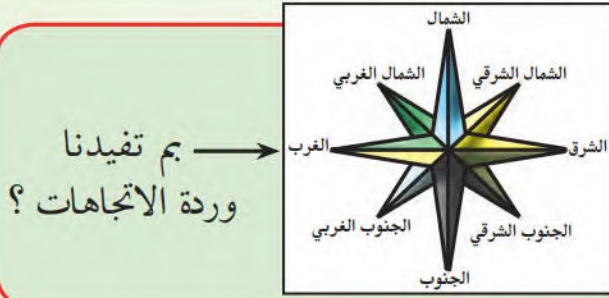 الشمال
الشمال الشرقي
الشمال الغربي
الشرق
الغرب
بم تفيدنا
وردة الاتجاهات ؟
الجنوب الشرقي
الجنوب الغربي
الجنوب